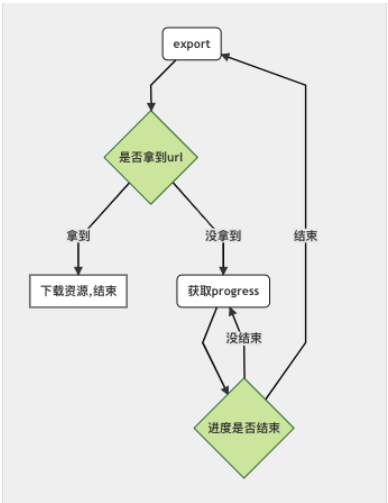 export
是否拿到url
拿到
没拿到
结束
下载资源,结束
获取progress
没结束
进度是否结束